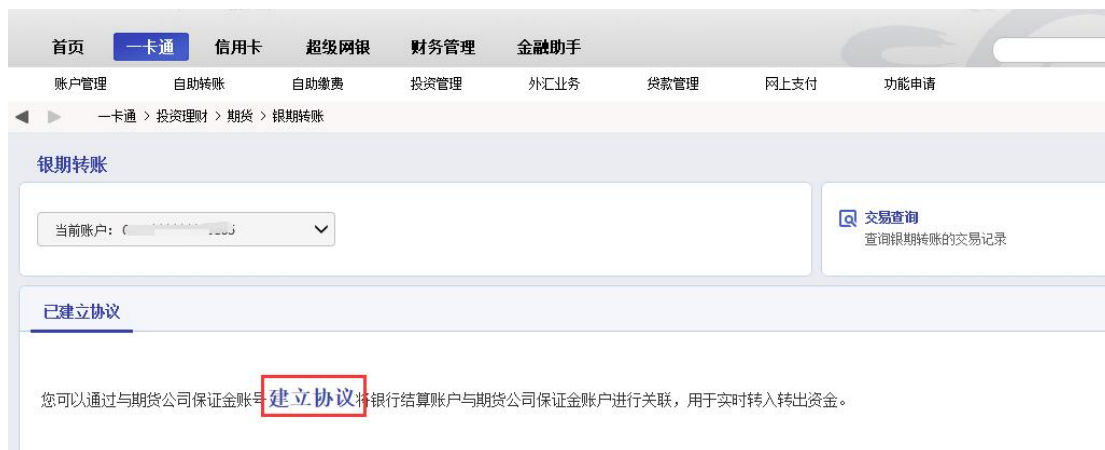 首页 一卡通 信用卡 超级网银 财务管理 金融助手
账户管理 自助转账 自助缴费 投资管理 外汇业务 贷款管理 网上支付 功能申请
一卡通 > 投资理财 > 期货 > 银期转账
银期转账
当前账户：
交易查询
查询银期转账的交易记录
已建立协议
您可以通过与期货公司保证金账号建立协议将银行结算账户与期货公司保证金账户进行关联，用于实时转入转出资金。